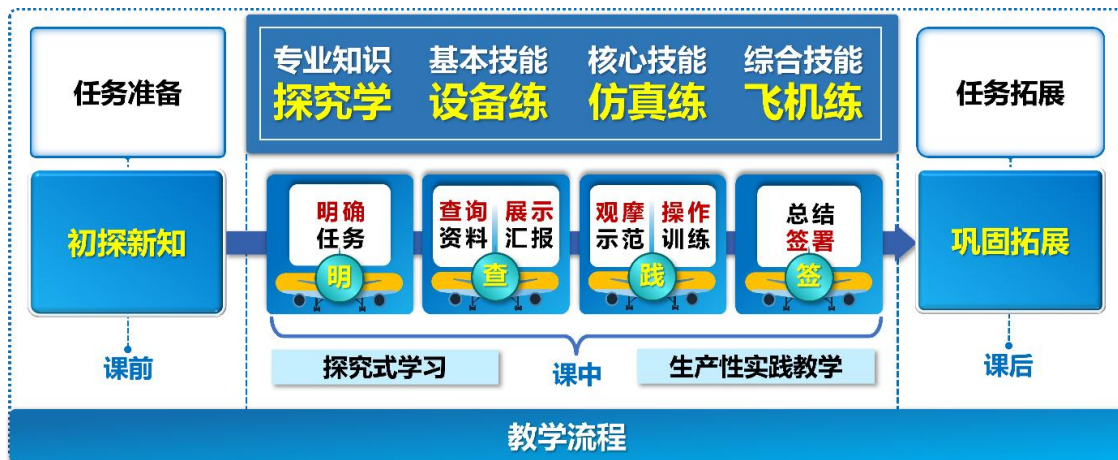 任务准备
专业知识 基本技能 核心技能 综合技能
探究学 设备练 仿真练 飞机练
任务拓展
初探新知
明确
任务
明
查询 展示
资料 汇报
查
观摩 操作
示范 训练
践
总结
签署
签
巩固拓展
课前
探究式学习
课中
生产性实践教学
课后
教学流程